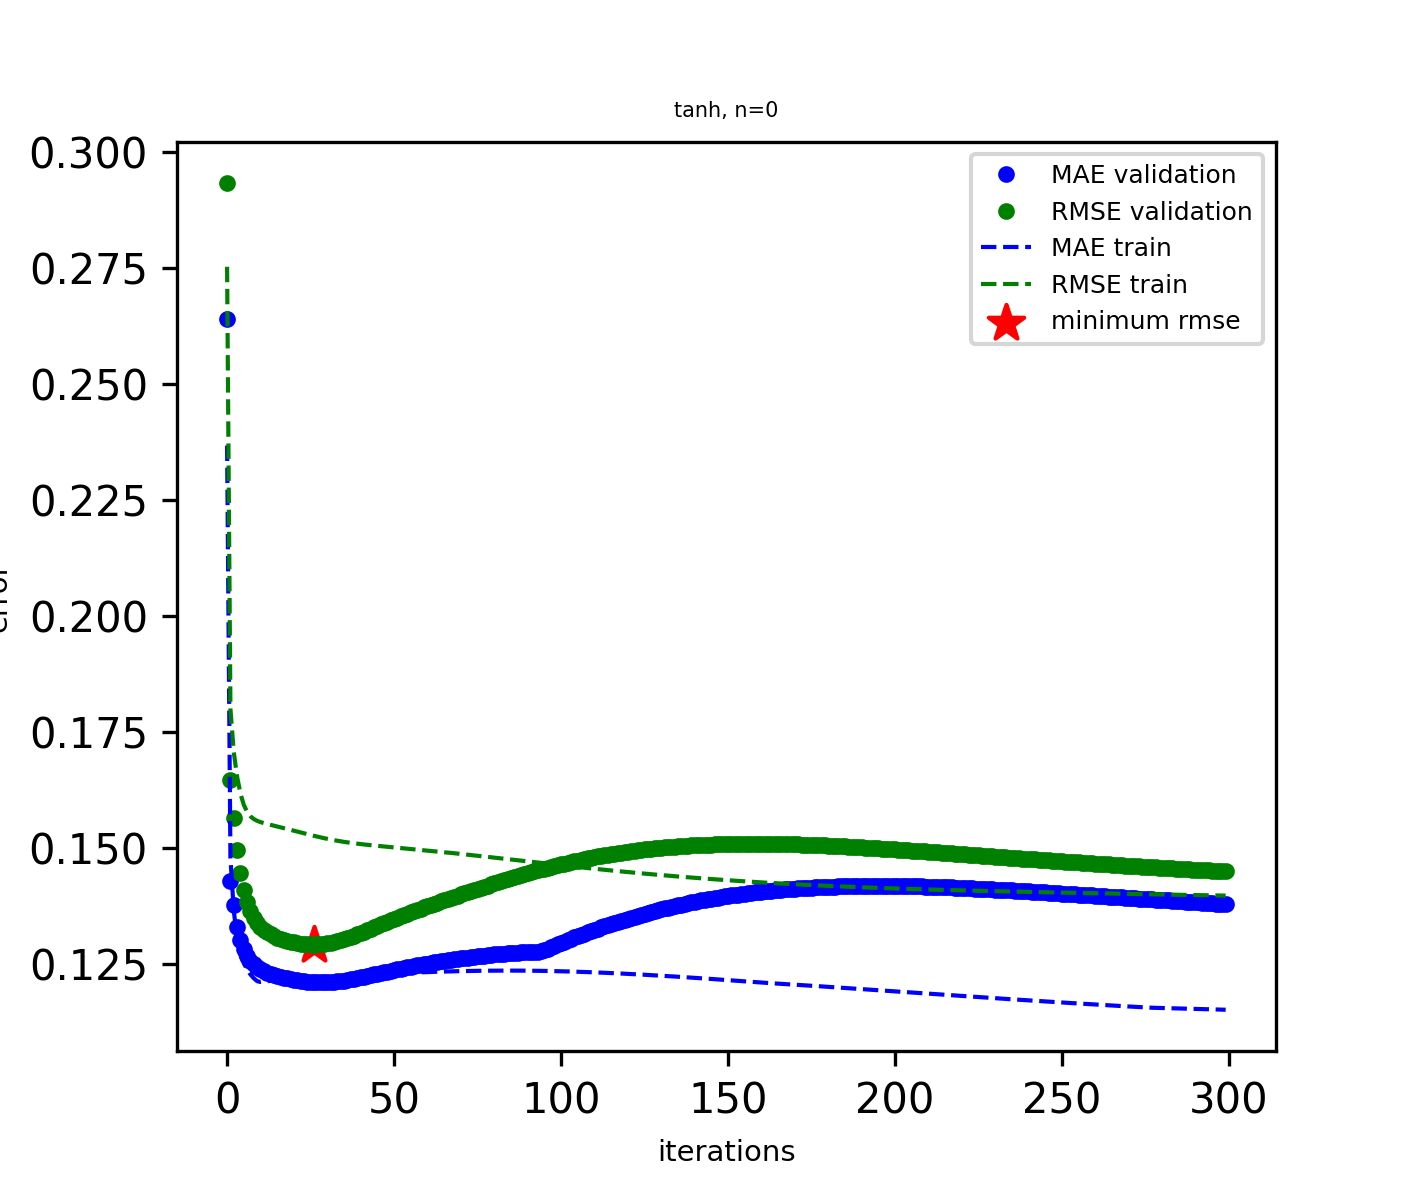 tanh, n=0
0.300
0.275
0.250
0.225
0.200
0.175
0.150
0.125
MAE validation
RMSE validation
MAE train
RMSE train
minimum rmse
0 50 100 150 200 250 300
iterations